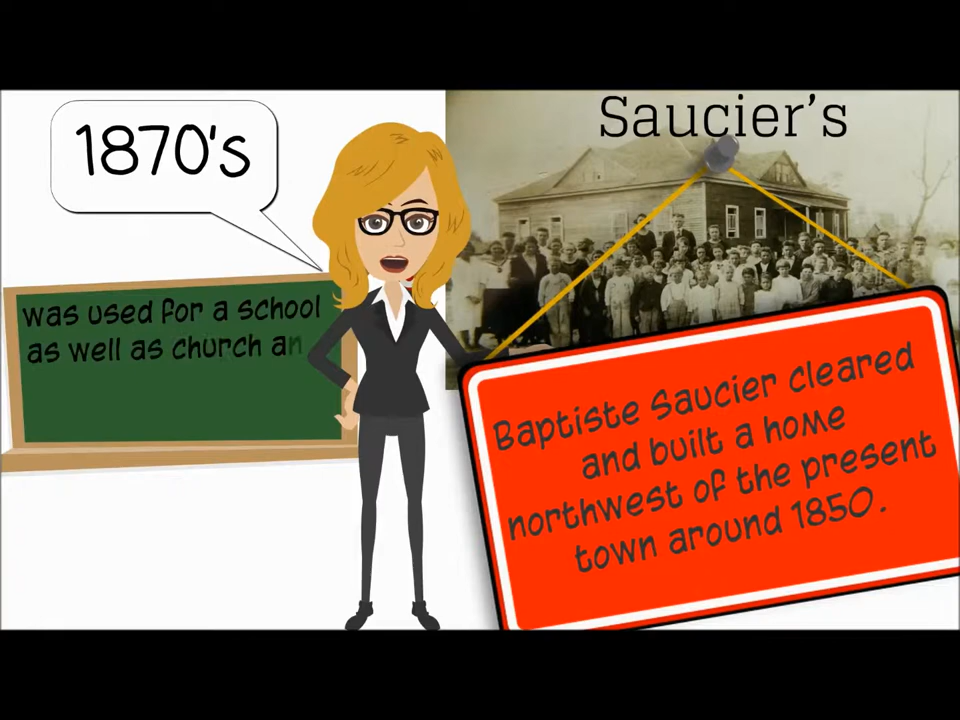 1870's
Saucier's
was used for a school
as well as church an
Baptiste Saucier cleared
and built a home
northwest of the present
town around 1850.